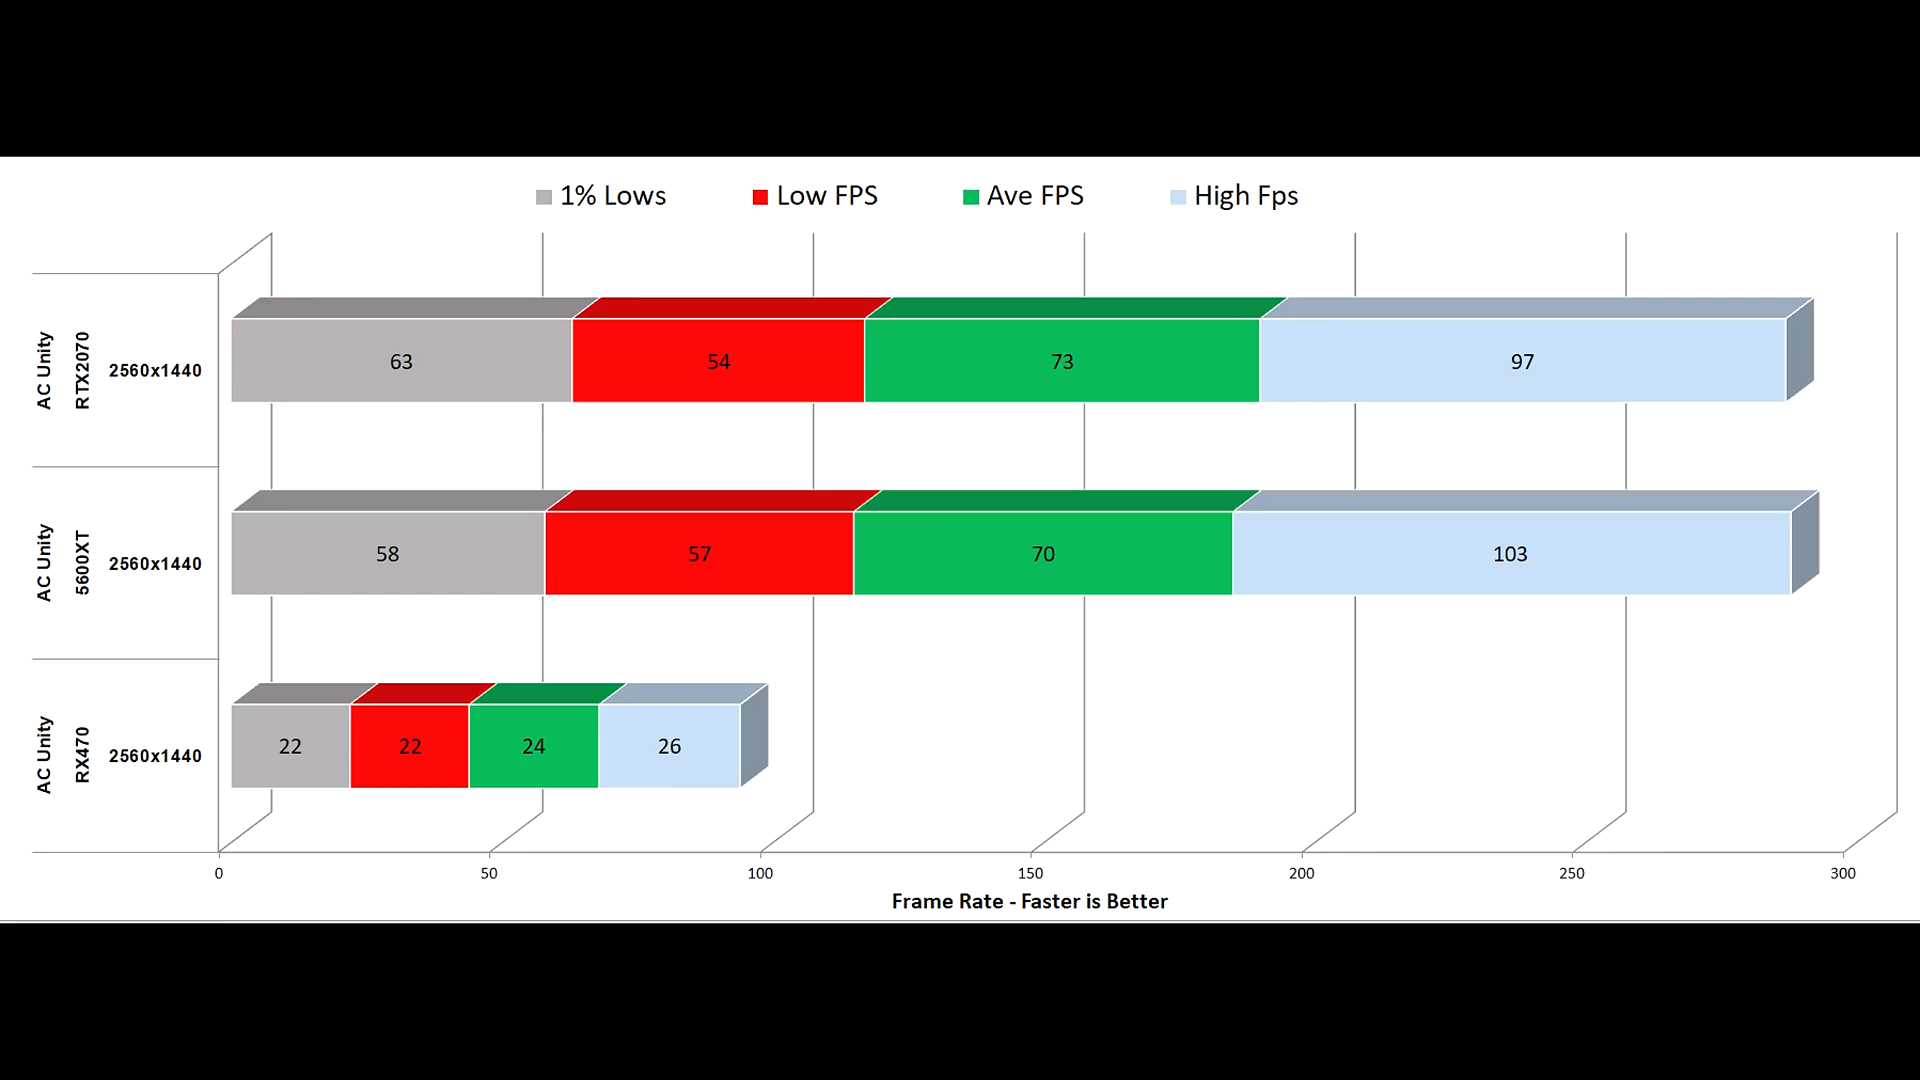 1% Lows Low FPS Ave FPS High Fps
AC Unity
RTX2070
2560x1440
63 54 73 97
AC Unity
5600XT
2560x1440
58 57 70 103
AC Unity
RX470
2560x1440
22 22 24 26
0 50 100 150 200 250 300
Frame Rate - Faster is Better